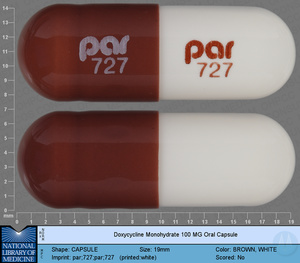 14
13
12
11
10
9
8
7
6
5
4
3
2
1
0
mm
par par
727 727
1 2 3 4 5 6 7 8 9 10 11 12 13 14 15 16 17 18
Doxycycline Monohydrate 100 MG Oral Capsule
NATIONAL
LIBRARY OF
MEDICINE
Shape: CAPSULE Size: 19mm Color: BROWN, WHITE
Imprint: par;727;par;727 (printed:white) Scored: No